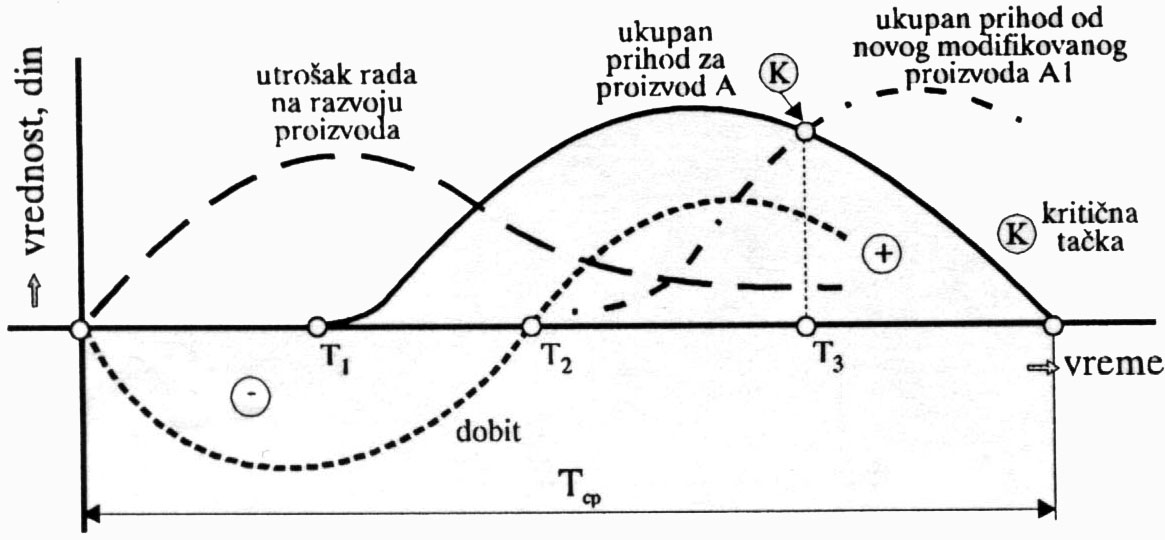 vrednost, din
utrošak rada
na razvoju
proizvoda
ukupan
prihod za
proizvod A
K
ukupan prihod od
novog modifikovanog
proizvoda A1
K kritična
tačka
+
-
T1
T2
T3
vreme
dobit
Tcp